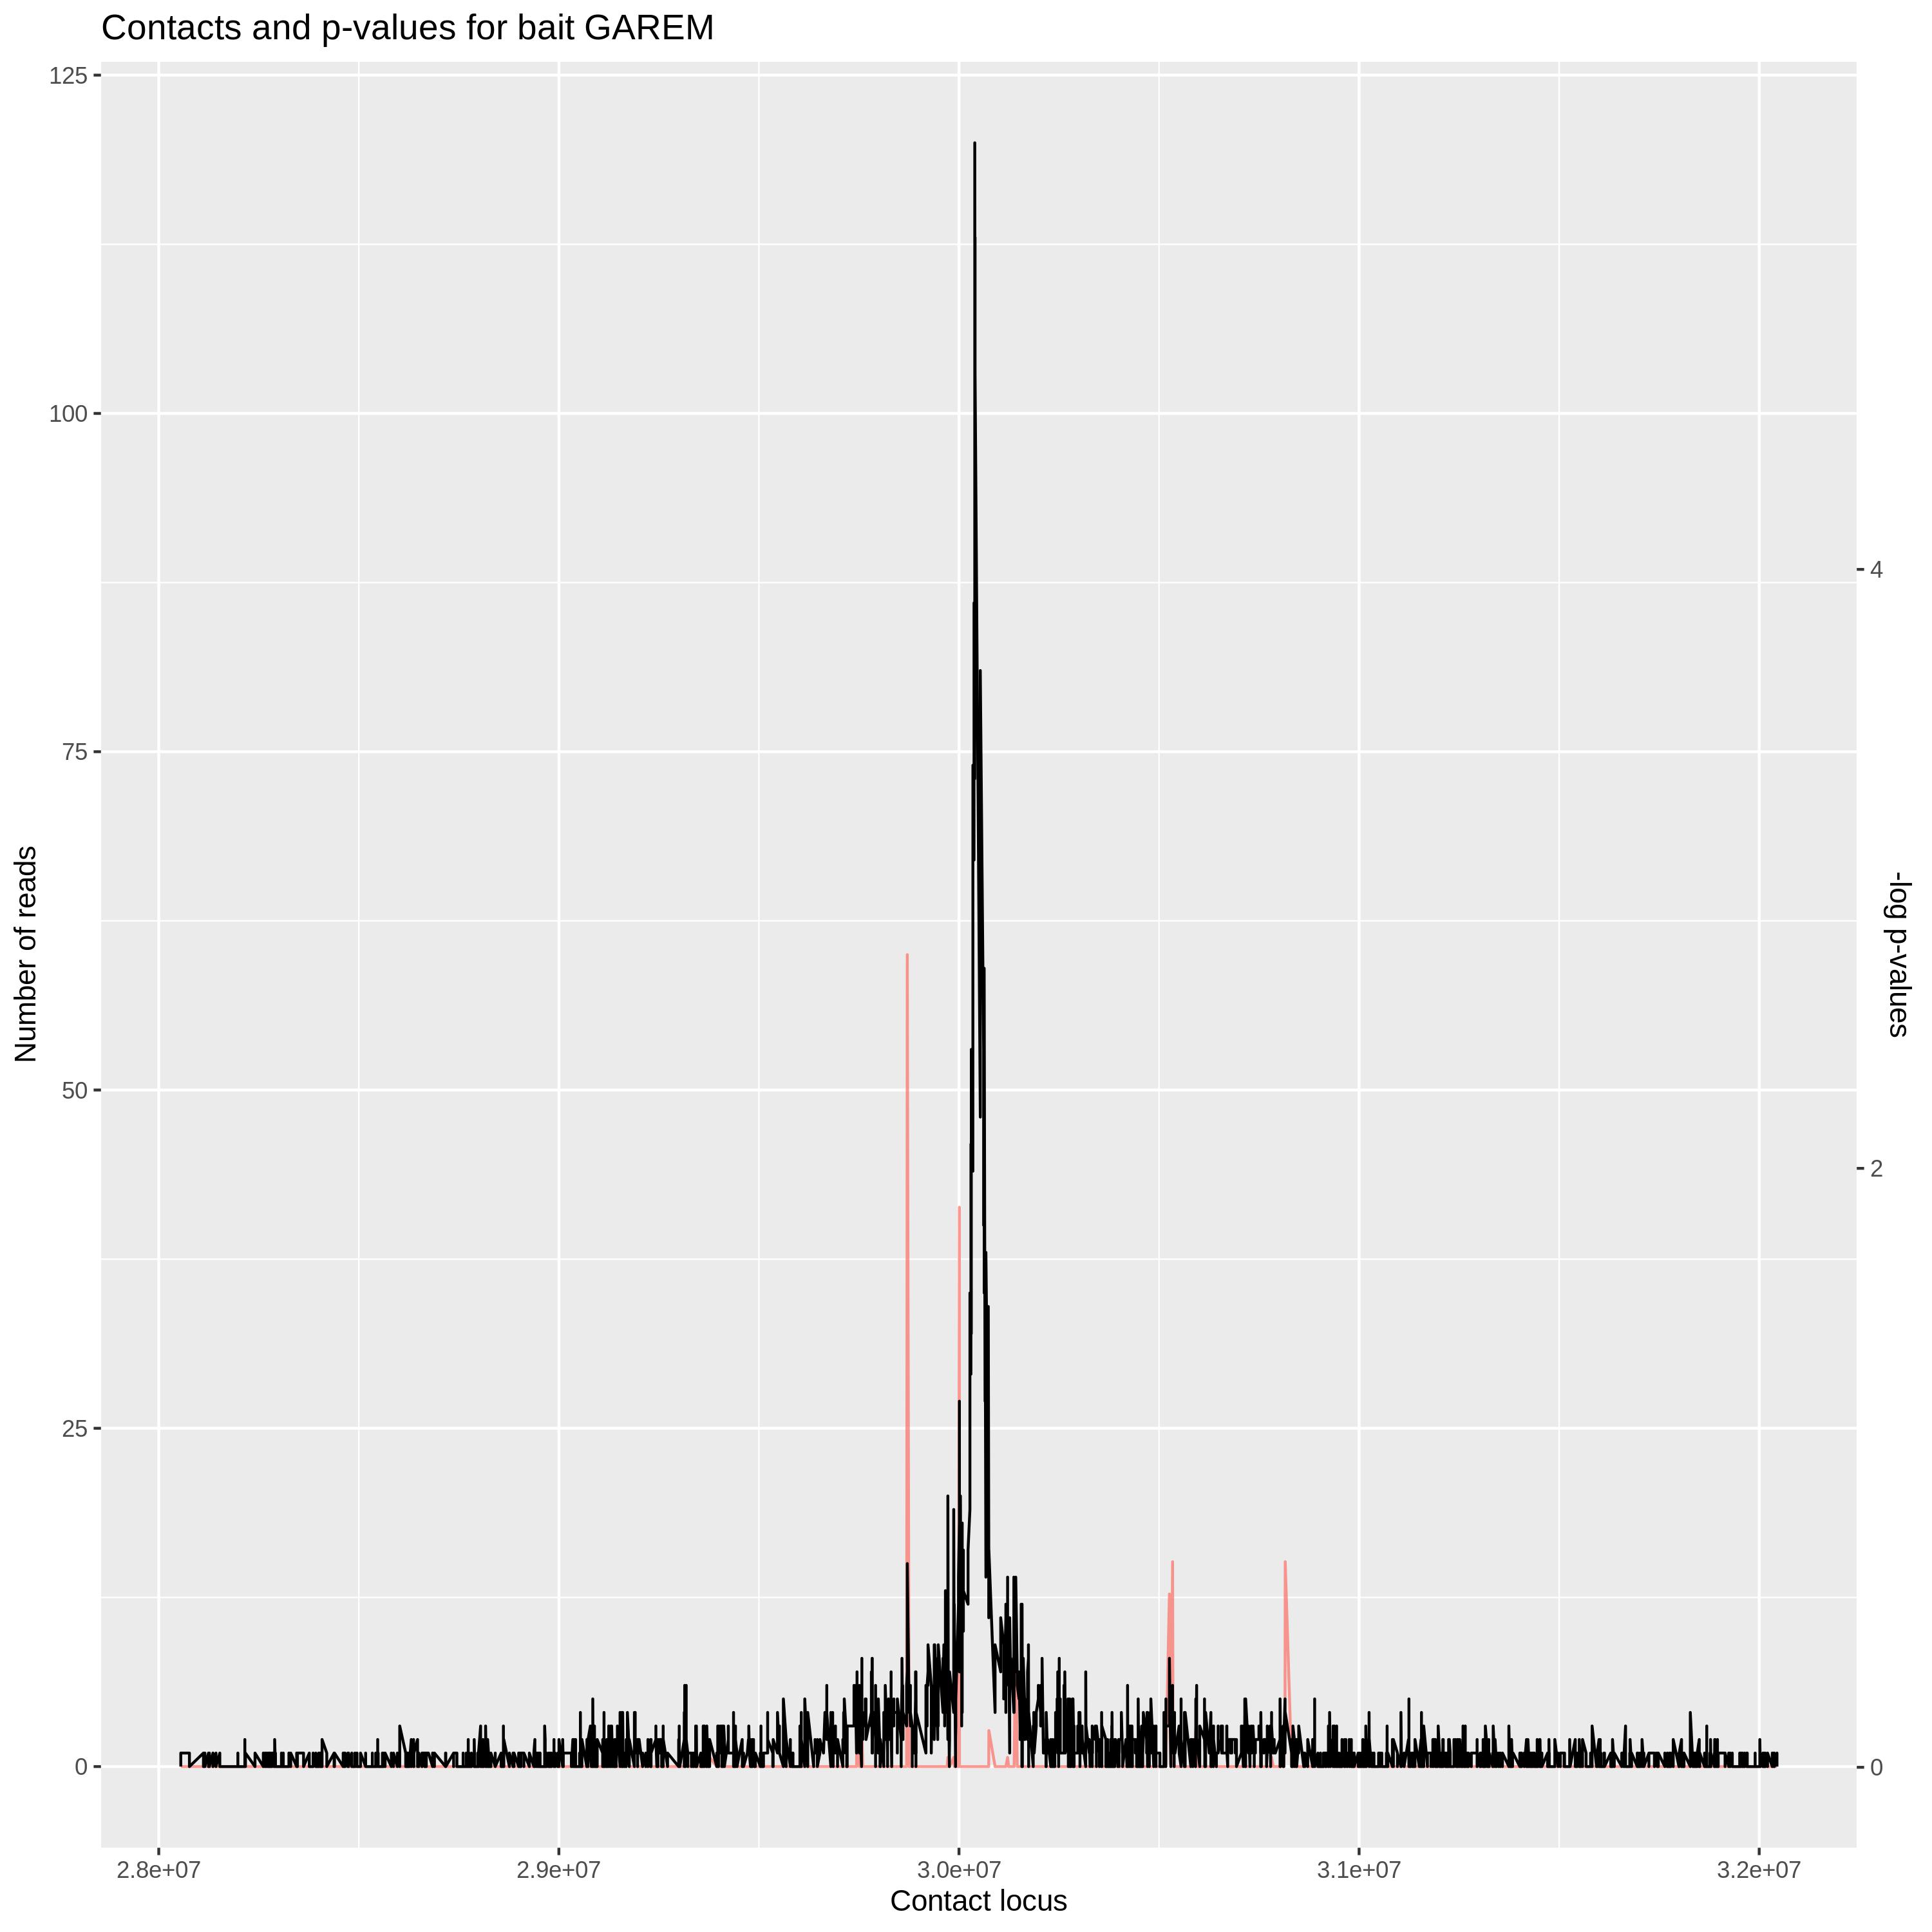 Contacts and p-values for bait GAREM
125
100
75
50
25
0
Number of reads
4
2
0
-log p-values
2.8e+07
2.9e+07
3.0e+07
3.1e+07
3.2e+07
Contact locus